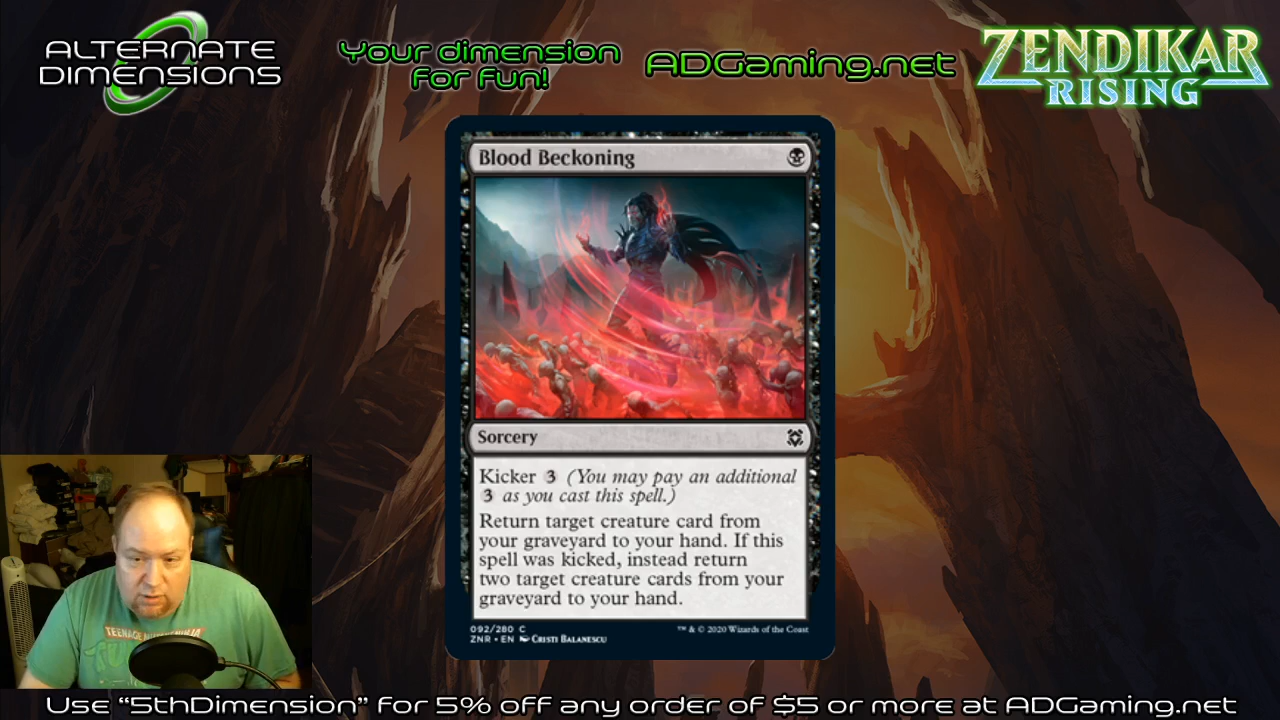 ALTERNATE
DIMENSIONS
Your dimension
for fun!
ADGaming.net
ZENDIKAR
RISING
Blood Beckoning
Sorcery
Kicker 3 (You may pay an additional
3 as you cast this spell.)
Return target creature card from
your graveyard to your hand. If this
spell was kicked, instead return
two target creature cards from your
graveyard to your hand.
092/280 C
ZNR • EN Cristi Balanescu
™ & © 2020 Wizards of the Coast
TEENAGE MUTANT NINJA
Use “5thDimension” for 5% off any order of $5 or more at ADGaming.net